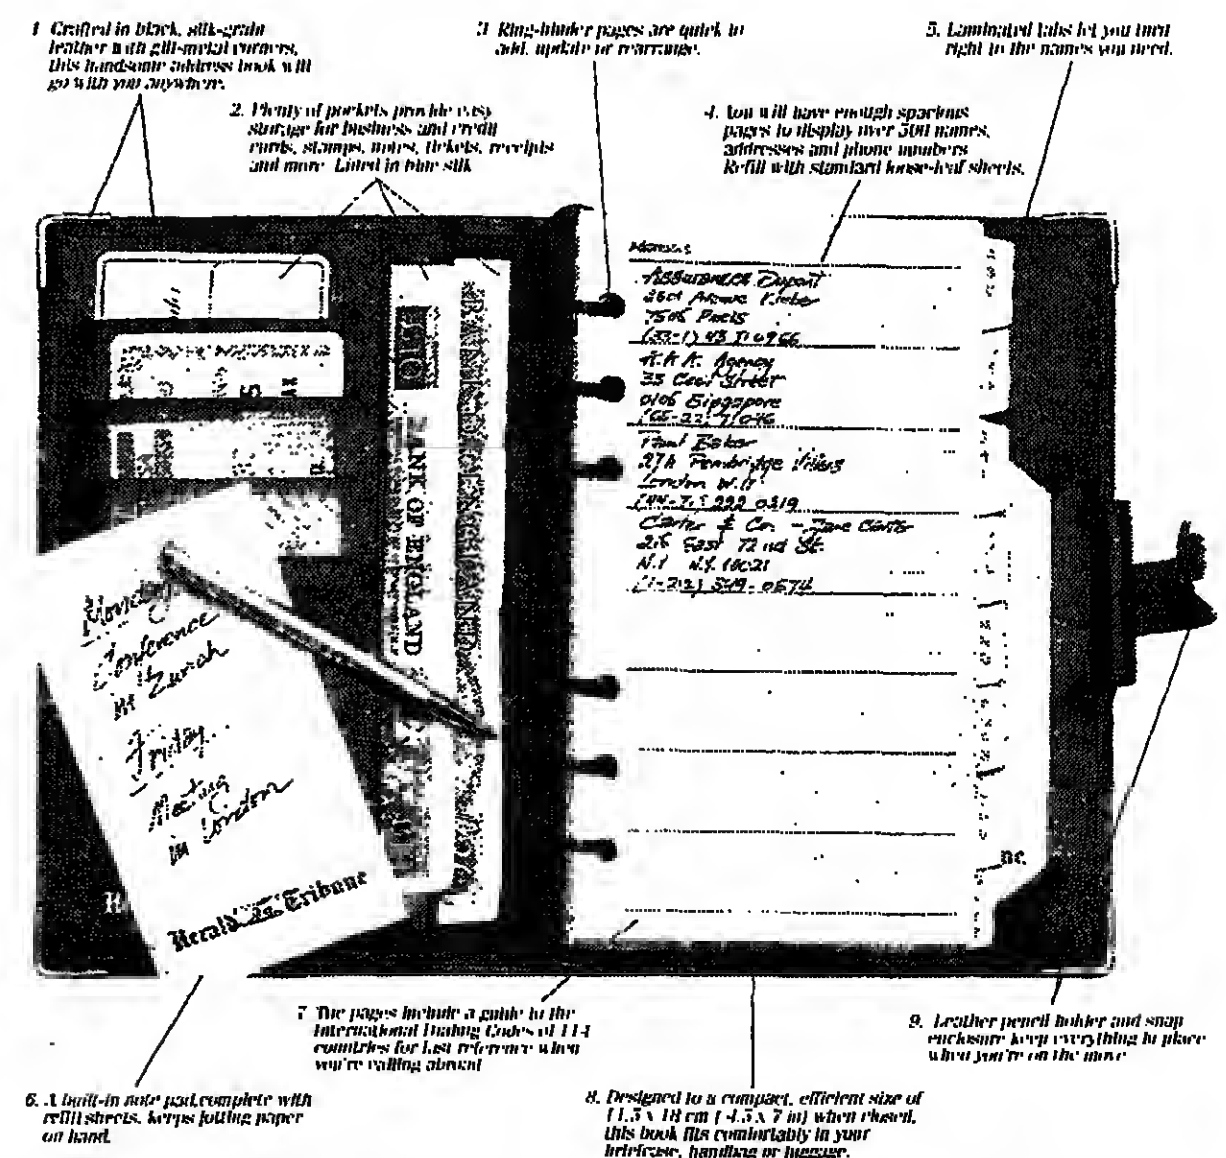 1. Crafted in black, silk-grain
leather with gilt-metal corners,
this handsome address book will
go with you anywhere.
2. Plenty of pockets provide easy
storage for business and credit
cards, stamps, notes, tickets, receipts
and more. Lined in blue silk
3. Ring-binder pages are quick to
add, update or rearrange.
4. You will have enough spacious
pages to display over 500 names,
addresses and phone numbers
Refill with standard loose-leaf sheets.
5. Laminated tabs let you turn
right to the names you need.
Addresses
Dupont
Avenue Kleber
Paris
A.A.A. Agency
33 Street
0106 Singapore
Paul Baker
27A Pembridge Villas
London W.11
222 0319
Carter & Co. - Jane Carter
East 72nd St.
N.Y. N.Y. 10021
BANK OF ENGLAND
Monday
Conference
in Zurich
Friday
Meeting
in London
Herald Tribune
6. A built-in note pad, complete with
refill sheets, keeps jotting paper
on hand.
7. The pages include a guide to the
International Dialing Codes of 114
countries for fast reference when
you're calling abroad
8. Designed to a compact, efficient size of
11.5 x 18 cm (4.5 x 7 in) when closed,
this book fits comfortably in your
briefcase, handbag or luggage.
9. Leather pencil holder and snap
enclosure keep everything in place
when you're on the move